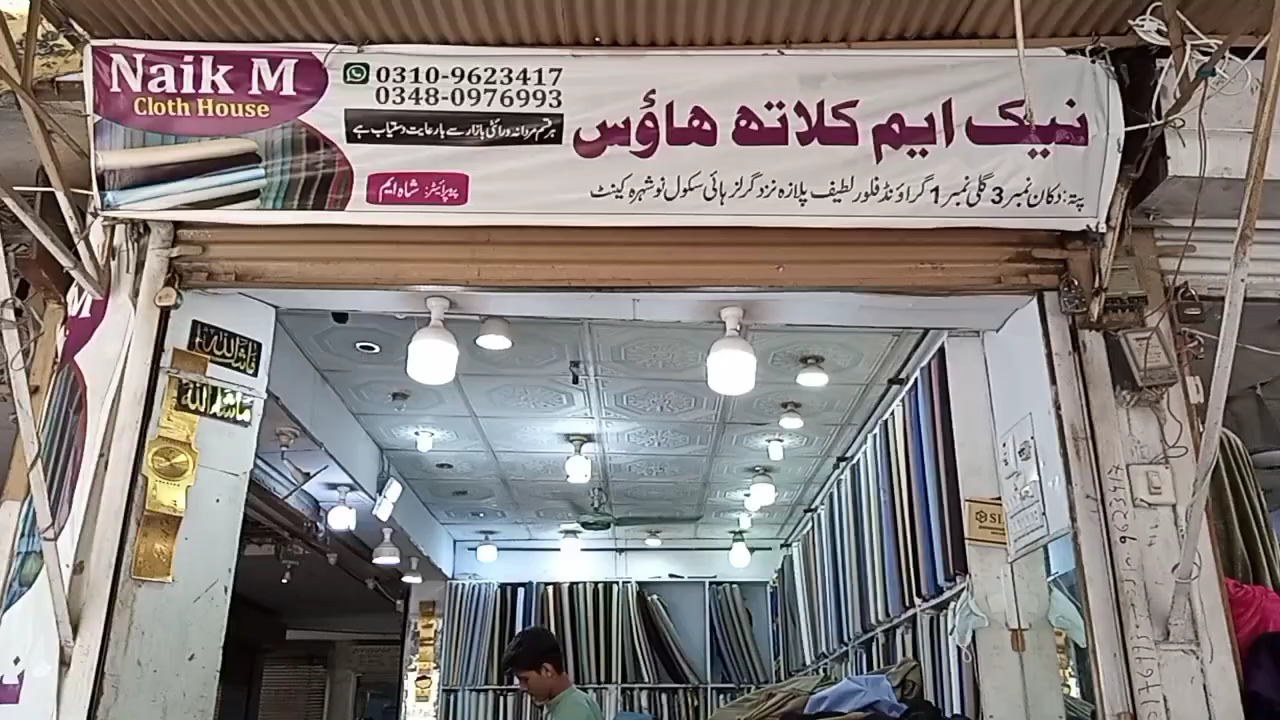 Naik M
Cloth House
0310-9623417
0348-0976993
ہر قسم مردانہ ورائٹی بازار سے بارعایت دستیاب ہے
نیک ایم کلاتھ ھاؤس
پروپرائیٹر: شاہ ایم
پتہ: دکان نمبر 3 گلی نمبر 1 گراؤنڈ فلور لطیف پلازہ نزد گرلز ہائی سکول نوشہرہ کینٹ
ماشاءاللہ
ماشاءاللہ